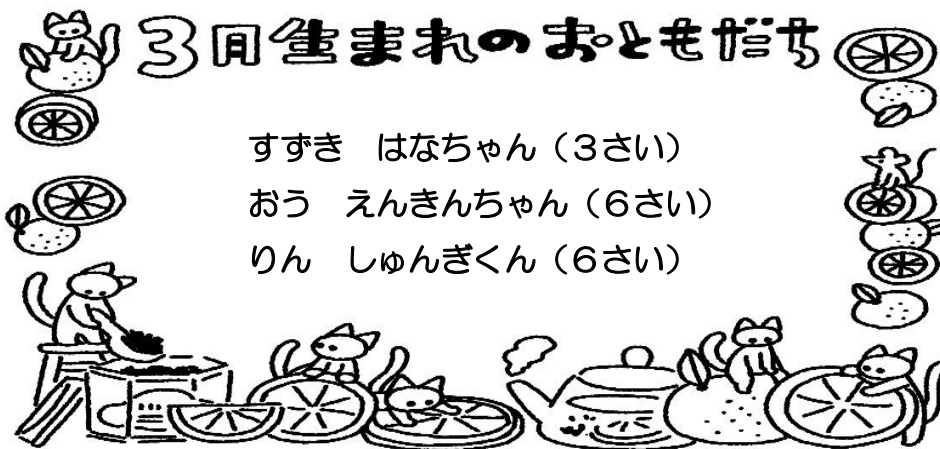 3月生まれのおともだち
すずき　はなちゃん（３さい）
おう　えんきんちゃん（６さい）
りん　しゅんぎくん（６さい）